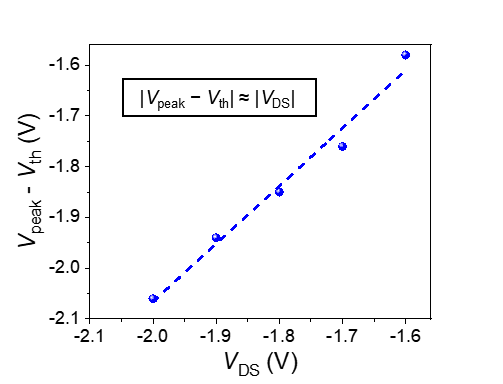 |Vpeak − Vth| ≈ |VDS|
Vpeak - Vth (V)
-1.6
-1.7
-1.8
-1.9
-2.0
-2.1
-2.1 -2.0 -1.9 -1.8 -1.7 -1.6
VDS (V)